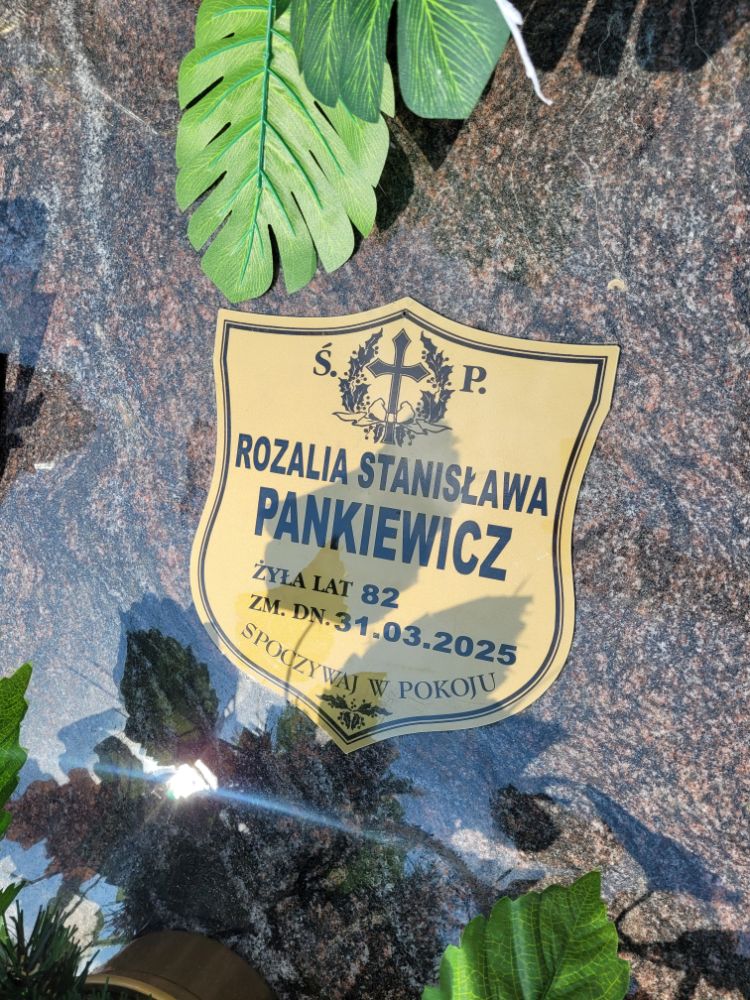 Ś. P.
ROZALIA STANISŁAWA
PANKIEWICZ
ŻYŁA LAT 82
ZM. DN. 31.03.2025
SPOCZYWAJ W POKOJU